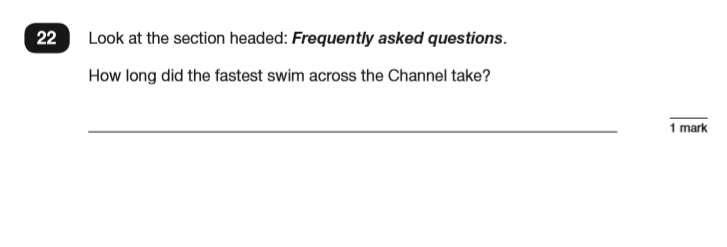 22 Look at the section headed: Frequently asked questions.
How long did the fastest swim across the Channel take?
1 mark